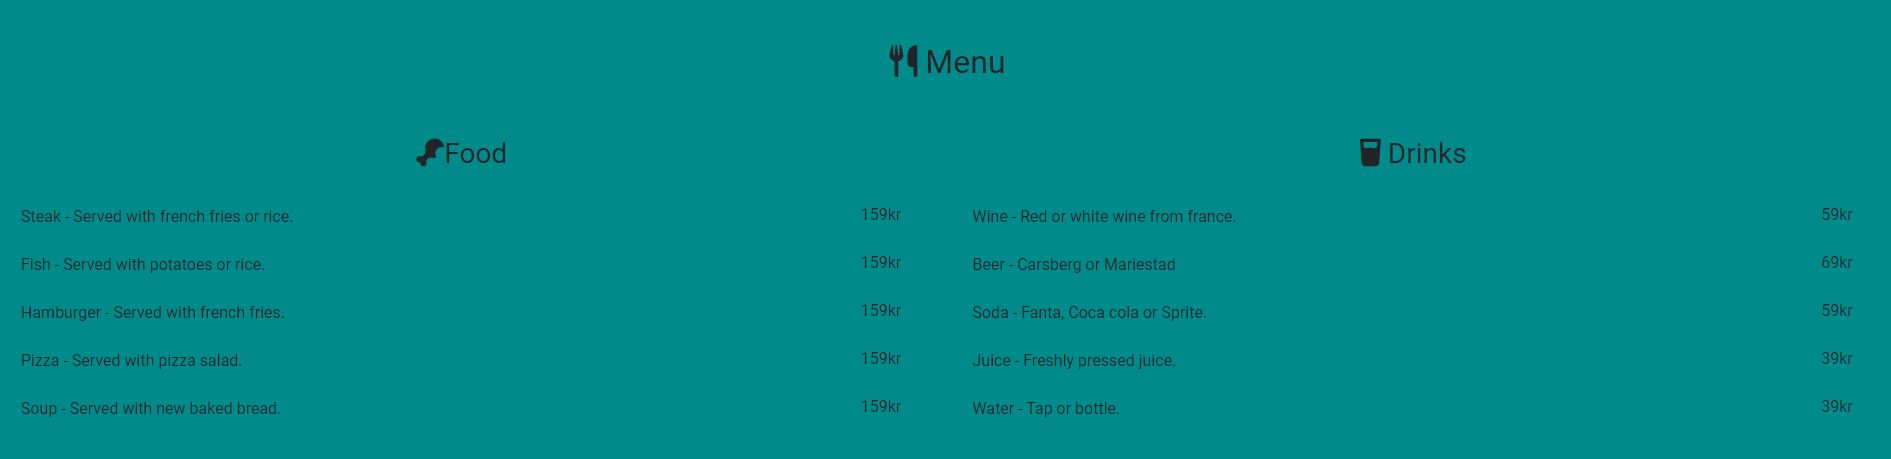 Menu
Food
Steak - Served with french fries or rice. 159kr
Fish - Served with potatoes or rice. 159kr
Hamburger - Served with french fries. 159kr
Pizza - Served with pizza salad. 159kr
Soup - Served with new baked bread. 159kr
Drinks
Wine - Red or white wine from france. 59kr
Beer - Carsberg or Mariestad 69kr
Soda - Fanta, Coca cola or Sprite. 59kr
Juice - Freshly pressed juice. 39kr
Water - Tap or bottle. 39kr